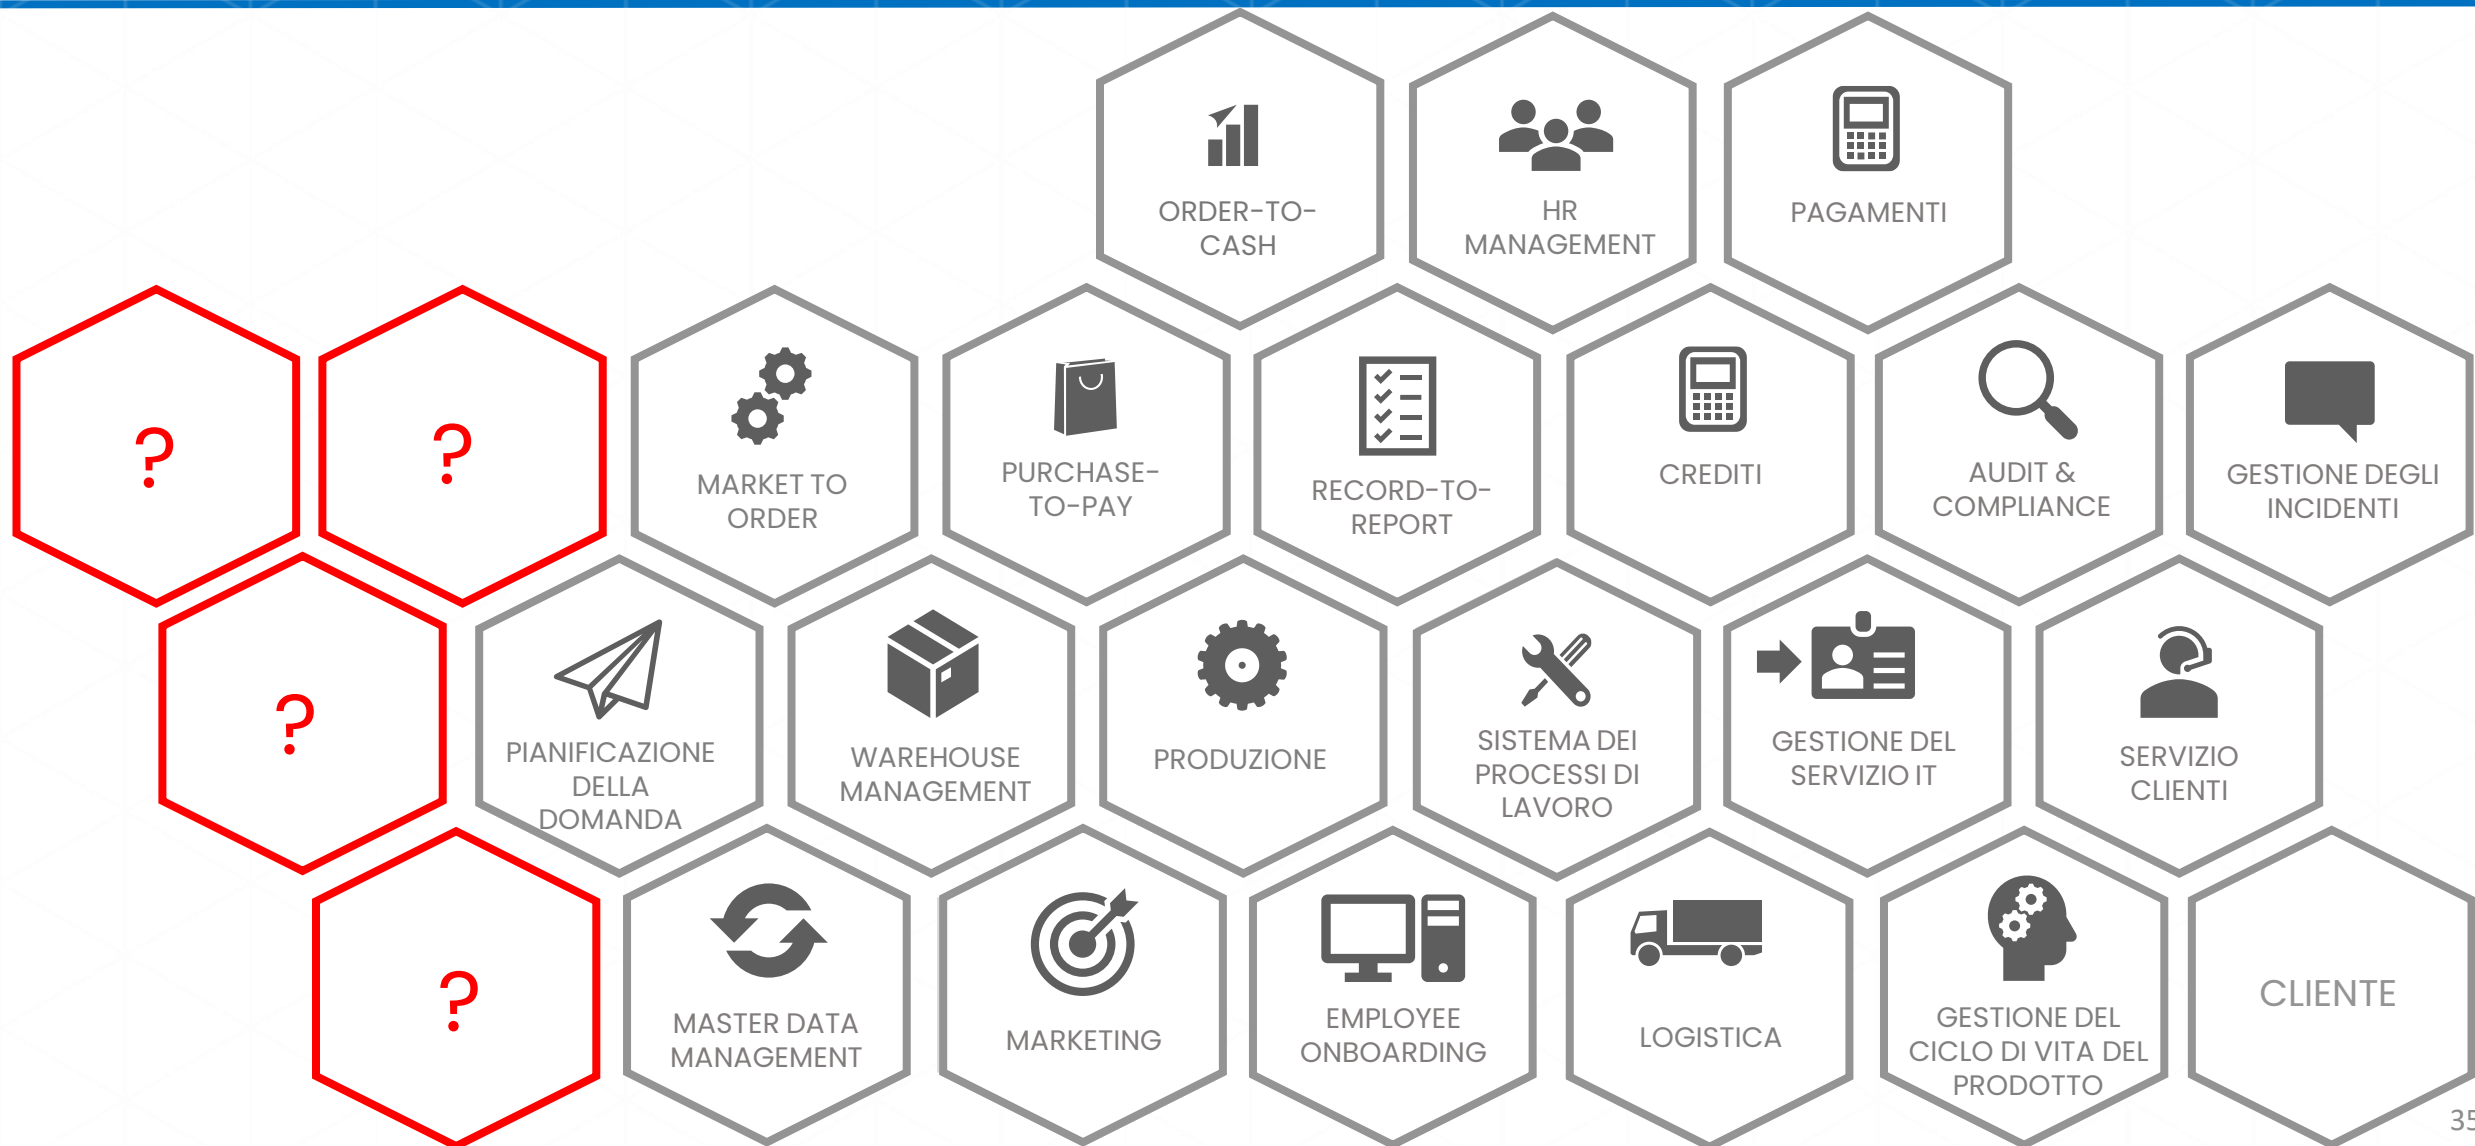 ORDER-TO-
CASH
HR
MANAGEMENT
PAGAMENTI
?
?
MARKET TO
ORDER
PURCHASE-
TO-PAY
RECORD-TO-
REPORT
CREDITI
AUDIT &
COMPLIANCE
GESTIONE DEGLI
INCIDENTI
?
PIANIFICAZIONE
DELLA
DOMANDA
WAREHOUSE
MANAGEMENT
PRODUZIONE
SISTEMA DEI
PROCESSI DI
LAVORO
GESTIONE DEL
SERVIZIO IT
SERVIZIO
CLIENTI
?
MASTER DATA
MANAGEMENT
MARKETING
EMPLOYEE
ONBOARDING
LOGISTICA
GESTIONE DEL
CICLO DI VITA DEL
PRODOTTO
CLIENTE
35